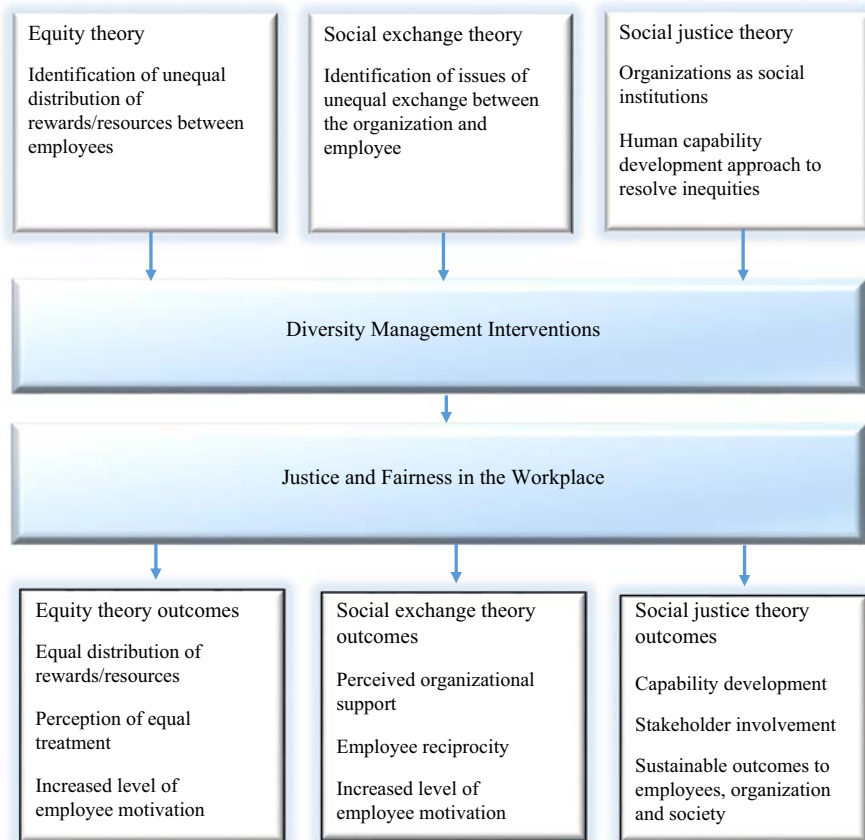 Equity theory
Identification of unequal
distribution of
rewards/resources between
employees
Social exchange theory
Identification of issues of
unequal exchange between
the organization and
employee
Social justice theory
Organizations as social
institutions
Human capability
development approach to
resolve inequities
Diversity Management Interventions
Justice and Fairness in the Workplace
Equity theory outcomes
Equal distribution of
rewards/resources
Perception of equal
treatment
Increased level of
employee motivation
Social exchange theory
outcomes
Perceived organizational
support
Employee reciprocity
Increased level of
employee motivation
Social justice theory
outcomes
Capability development
Stakeholder involvement
Sustainable outcomes to
employees, organization
and society